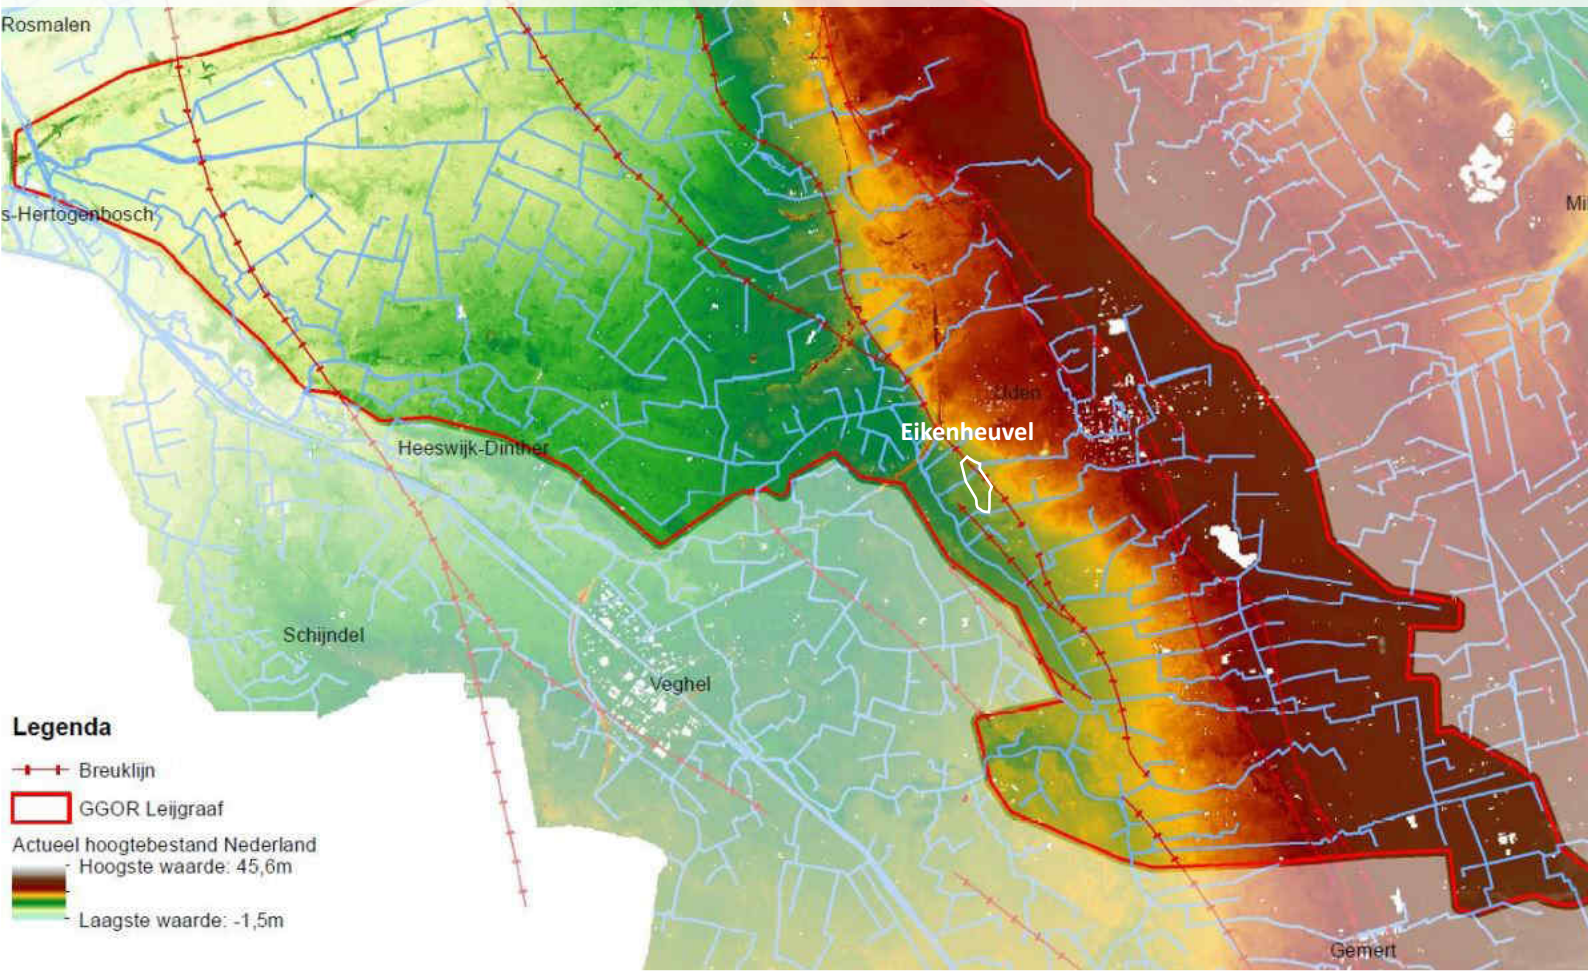 Rosmalen
s-Hertogenbosch
Mi
Uden
Eikenheuvel
Heeswijk-Dinther
Schijndel
Veghel
Legenda
Breuklijn
GGOR Leijgraaf
Actueel hoogtebestand Nederland
Hoogste waarde: 45,6m
Laagste waarde: -1,5m
Gemert